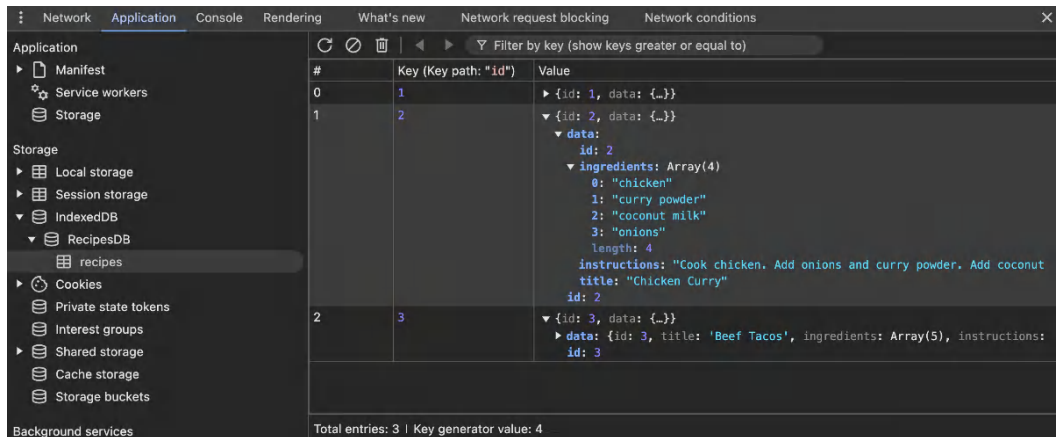 Network Application Console Rendering What's new Network request blocking Network conditions
Application
Manifest
Service workers
Storage
Storage
Local storage
Session storage
IndexedDB
RecipesDB
recipes
Cookies
Private state tokens
Interest groups
Shared storage
Cache storage
Storage buckets
Background services
Filter by key (show keys greater or equal to)
# Key (Key path: "id") Value
0 1 {id: 1, data: {…}}
1 2 {id: 2, data: {…}}
data:
id: 2
ingredients: Array(4)
0: "chicken"
1: "curry powder"
2: "coconut milk"
3: "onions"
length: 4
instructions: "Cook chicken. Add onions and curry powder. Add coconut
title: "Chicken Curry"
id: 2
2 3 {id: 3, data: {…}}
data: {id: 3, title: 'Beef Tacos', ingredients: Array(5), instructions:
id: 3
Total entries: 3 | Key generator value: 4